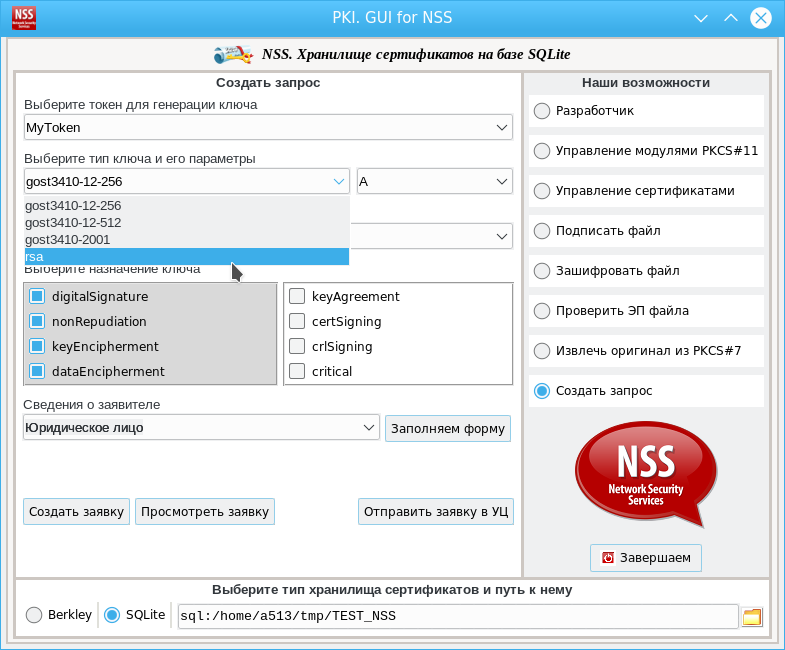 NSS
Network Security
Services
PKI. GUI for NSS
NSS. Хранилище сертификатов на базе SQLite
Создать запрос
Выберите токен для генерации ключа
MyToken
Выберите тип ключа и его параметры
gost3410-12-256
A
gost3410-12-256
gost3410-12-512
gost3410-2001
rsa
Выберите назначение ключа
digitalSignature
nonRepudiation
keyEncipherment
dataEncipherment
keyAgreement
certSigning
crlSigning
critical
Сведения о заявителе
Юридическое лицо
Заполняем форму
Создать заявку
Просмотреть заявку
Отправить заявку в УЦ
Наши возможности
Разработчик
Управление модулями PKCS#11
Управление сертификатами
Подписать файл
Зашифровать файл
Проверить ЭП файла
Извлечь оригинал из PKCS#7
Создать запрос
NSS
Network Security
Services
Завершаем
Выберите тип хранилища сертификатов и путь к нему
Berkley
SQLite
sql:/home/a513/tmp/TEST_NSS